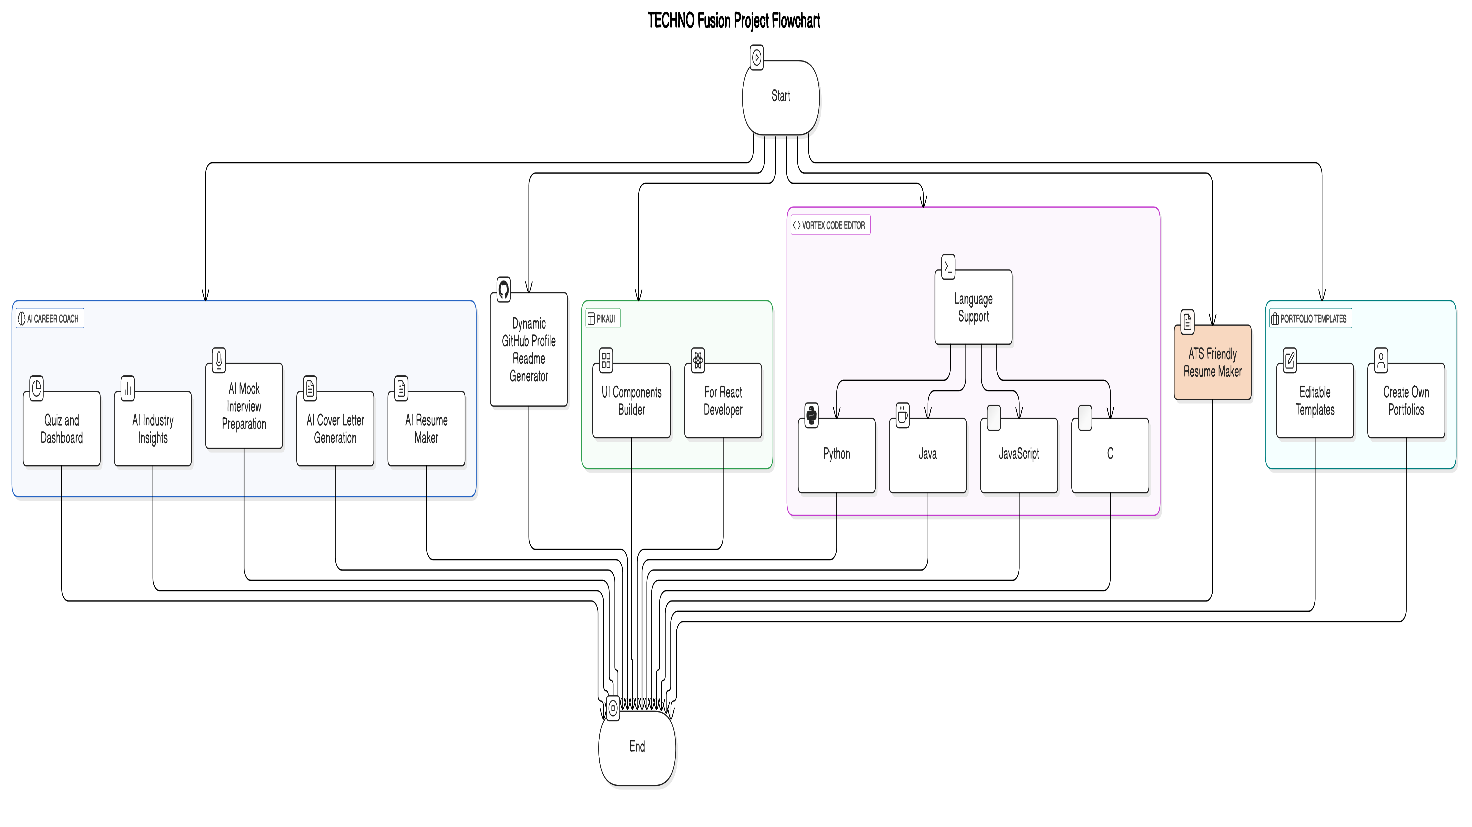 TECHNO Fusion Project Flowchart
Start
AI CAREER COACH
Quiz and
Dashboard
AI Industry
Insights
AI Mock
Interview
Preparation
AI Cover Letter
Generation
AI Resume
Maker
Dynamic
GitHub Profile
Readme
Generator
PIKAUI
UI Components
Builder
For React
Developer
VORTEX CODE EDITOR
Language
Support
Python
Java
JavaScript
C
ATS Friendly
Resume Maker
PORTFOLIO TEMPLATES
Editable
Templates
Create Own
Portfolios
End